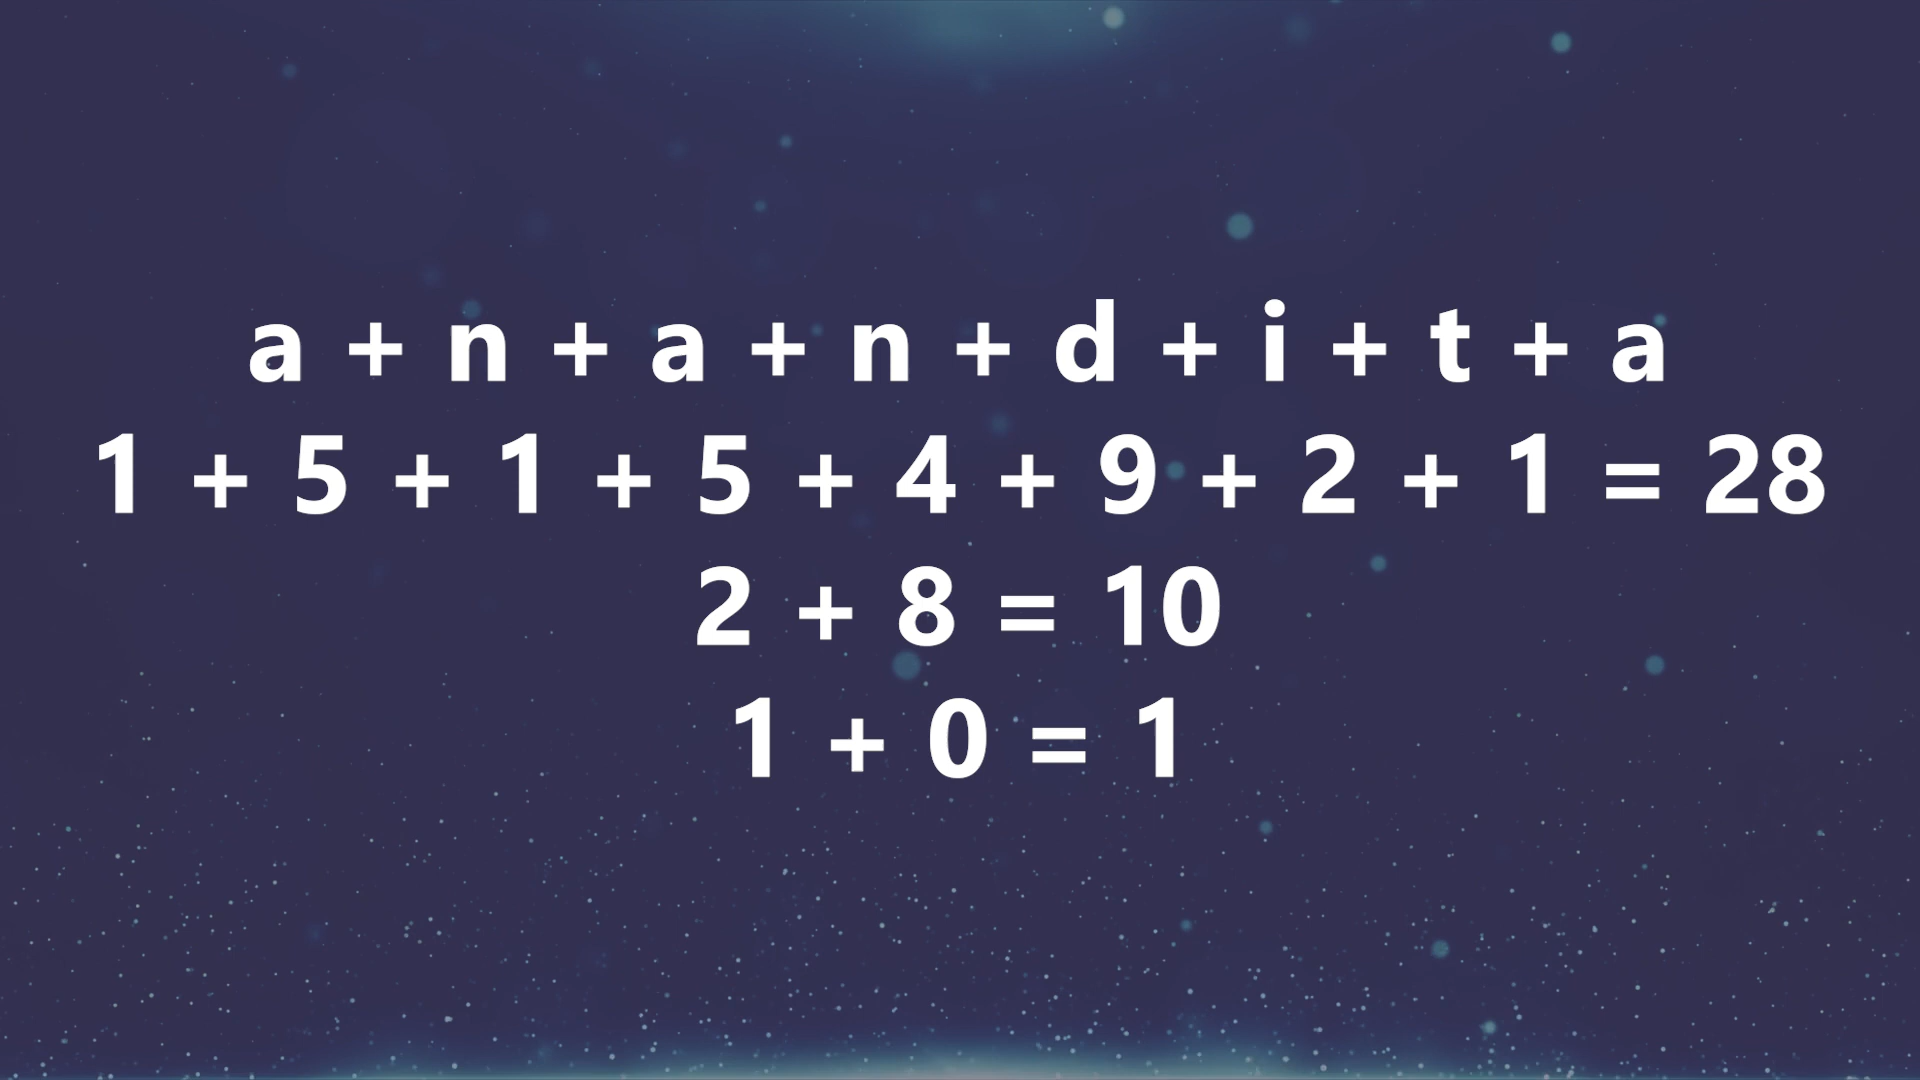 a + n + a + n + d + i + t + a
1 + 5 + 1 + 5 + 4 + 9 + 2 + 1 = 28
2 + 8 = 10
1 + 0 = 1